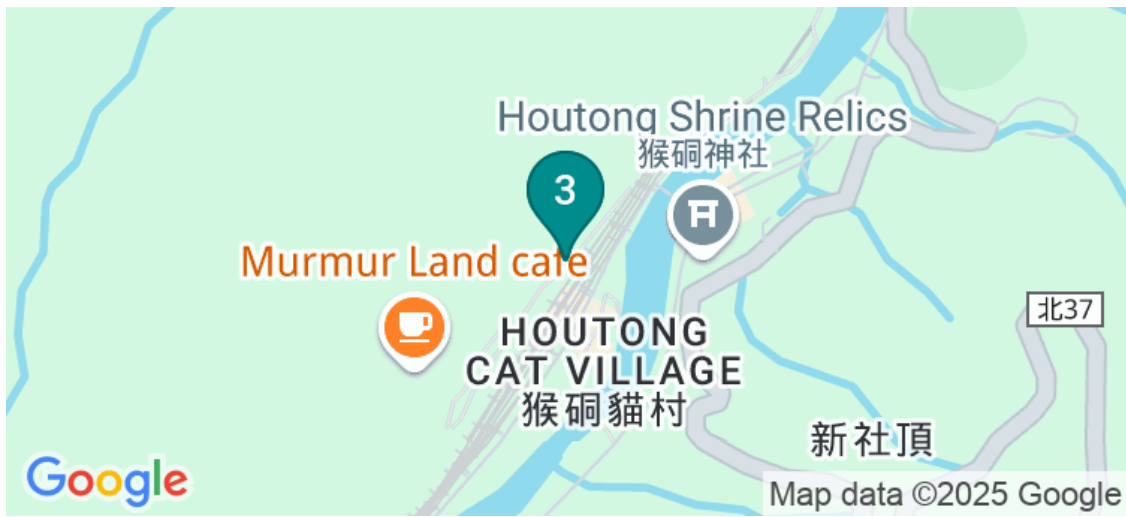 Houtong Shrine Relics
猴硐神社
3
Murmur Land cafe
北37
HOUTONG
CAT VILLAGE
猴硐貓村
新社頂
Google
Map data ©2025 Google